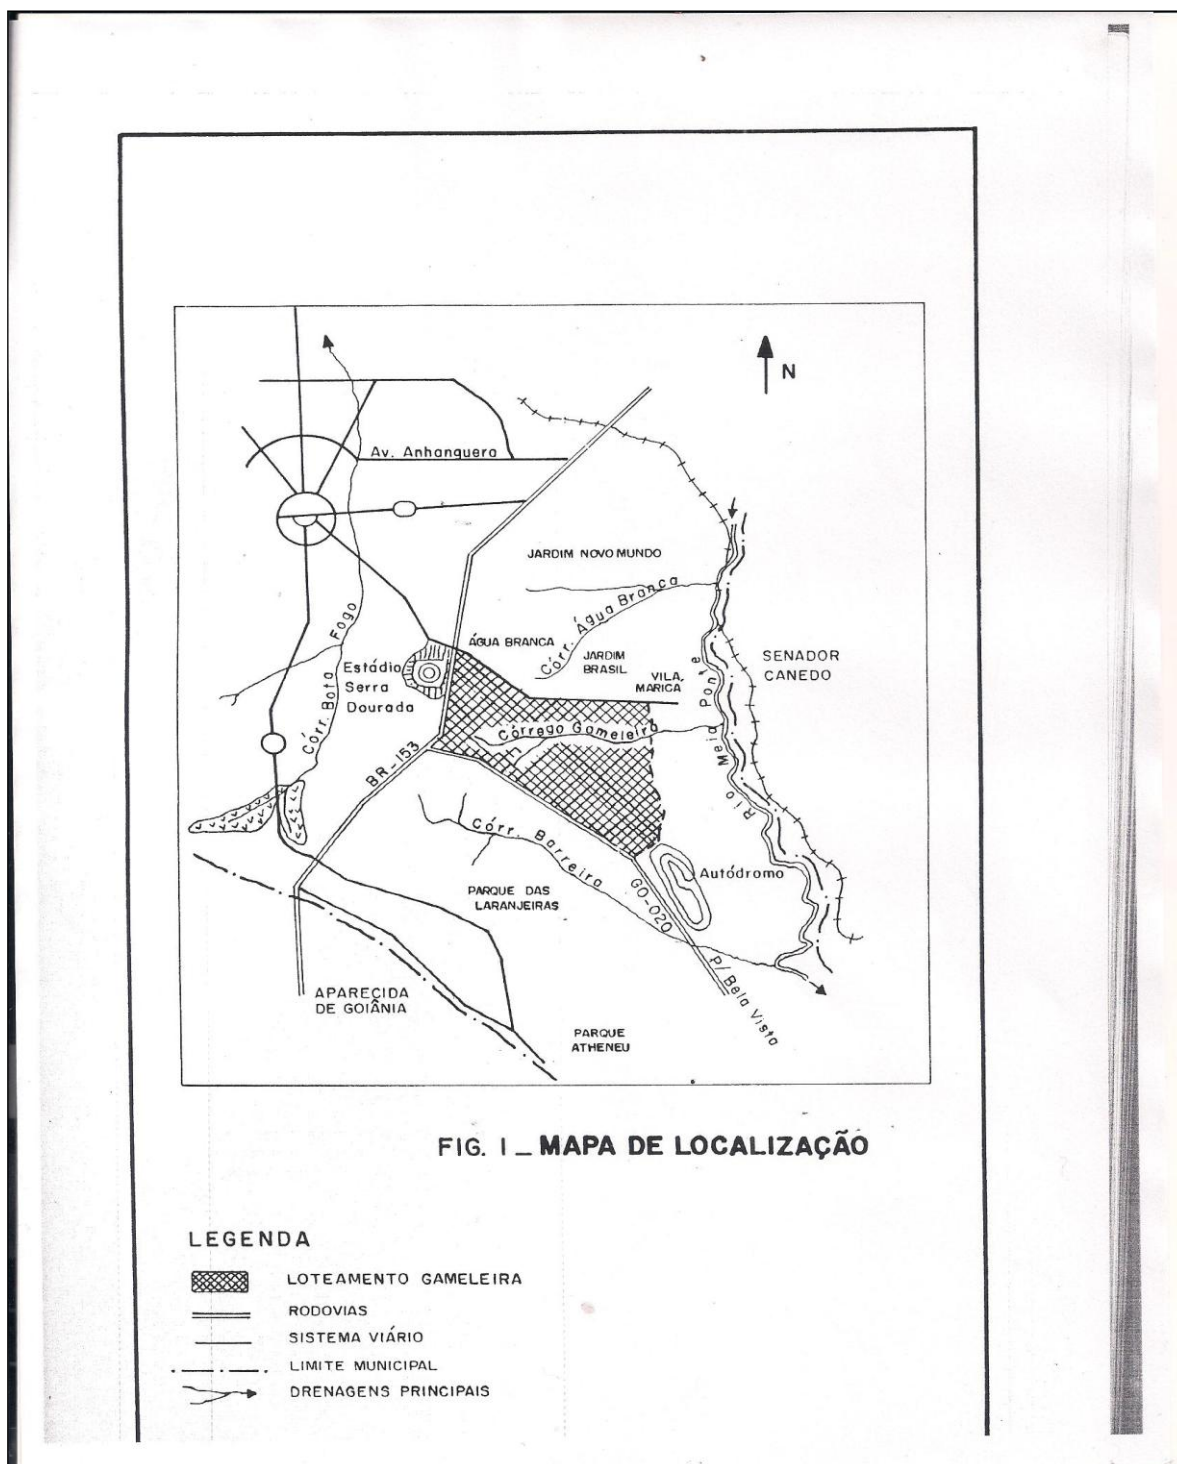 N
Av. Anhanquera
JARDIM NOVO MUNDO
Córr. Água Branca
Fogo
Córr. Bota
ÁGUA BRANCA
Estádio
Serra
Dourada
JARDIM
BRASIL
VILA
MARICA
SENADOR
CANEDO
Córrego Gameleira
Rio Meia Ponte
BR-153
Córr. Barreira
Autódromo
PARQUE DAS
LARANJEIRAS
GO-020
P/ Bela Vista
APARECIDA
DE GOIÂNIA
PARQUE
ATHENEU
FIG. I _ MAPA DE LOCALIZAÇÃO
LEGENDA
LOTEAMENTO GAMELEIRA
RODOVIAS
SISTEMA VIÁRIO
LIMITE MUNICIPAL
DRENAGENS PRINCIPAIS